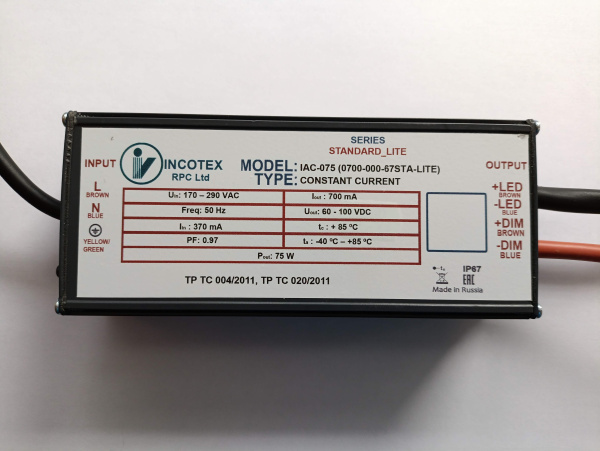 SERIES
STANDARD_LITE
INPUT
INCOTEX
RPC Ltd
MODEL: IAC-075 (0700-000-67STA-LITE)
TYPE: CONSTANT CURRENT
OUTPUT
L
BROWN
N
BLUE
YELLOW/
GREEN
Uin: 170 – 290 VAC
Iout : 700 mA
Freq: 50 Hz
Uout: 60 - 100 VDC
Iin : 370 mA
tc : + 85 ºC
PF: 0.97
ta : -40 ºC – +85 ºC
Pout: 75 W
+LED
BROWN
-LED
BLUE
+DIM
BROWN
-DIM
BLUE
IP67
EAC
Made in Russia
TP TC 004/2011, TP TC 020/2011